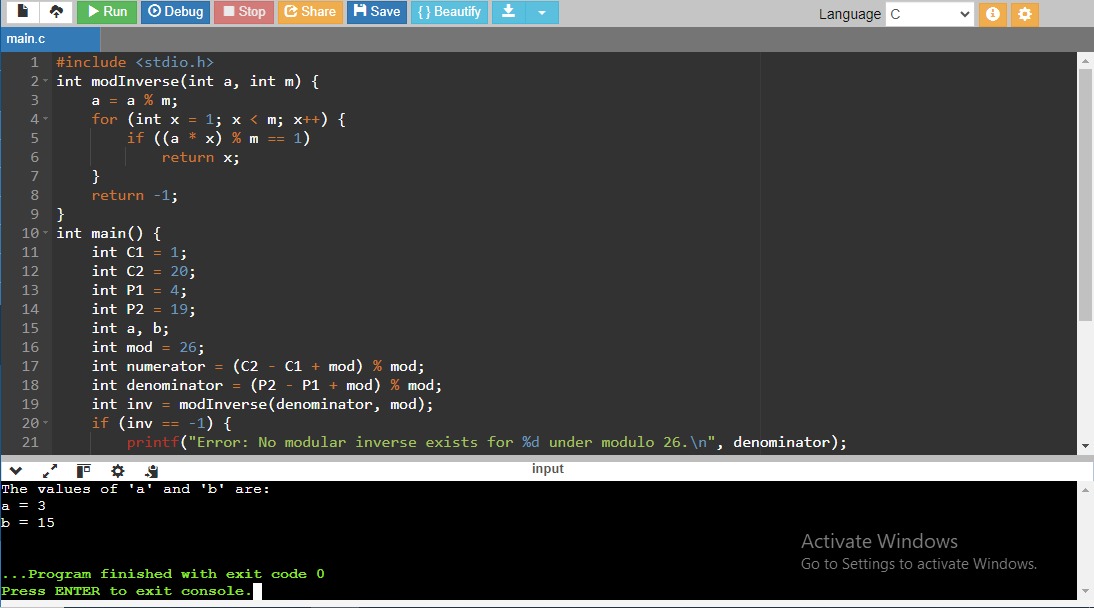 Run Debug Stop Share Save { } Beautify Language C
main.c
1 #include <stdio.h>
2 int modInverse(int a, int m) {
3     a = a % m;
4     for (int x = 1; x < m; x++) {
5         if ((a * x) % m == 1)
6             return x;
7     }
8     return -1;
9 }
10 int main() {
11     int C1 = 1;
12     int C2 = 20;
13     int P1 = 4;
14     int P2 = 19;
15     int a, b;
16     int mod = 26;
17     int numerator = (C2 - C1 + mod) % mod;
18     int denominator = (P2 - P1 + mod) % mod;
19     int inv = modInverse(denominator, mod);
20     if (inv == -1) {
21         printf("Error: No modular inverse exists for %d under modulo 26.\n", denominator);
input
The values of 'a' and 'b' are:
a = 3
b = 15
Activate Windows
Go to Settings to activate Windows.
...Program finished with exit code 0
Press ENTER to exit console.